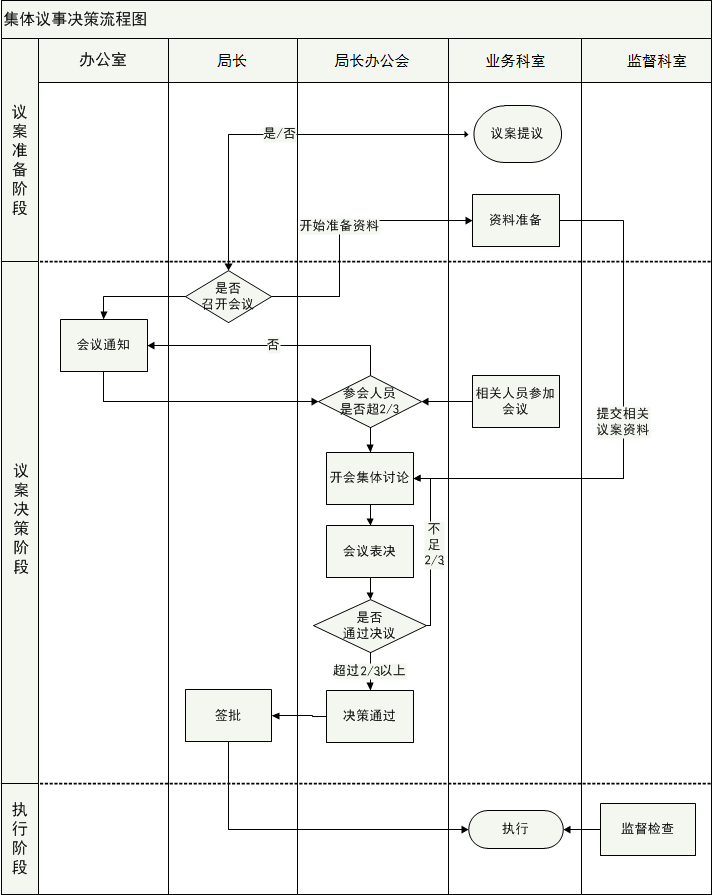 集体议事决策流程图
办公室
局长
局长办公会
业务科室
监督科室
议案准备阶段
是/否
议案提议
开始准备资料
资料准备
议案决策阶段
是否
召开会议
会议通知
否
参会人员
是否超2/3
相关人员参加
会议
提交相关
议案资料
开会集体讨论
不足
2/3
会议表决
是否
通过决议
超过2/3以上
签批
决策通过
执行阶段
执行
监督检查